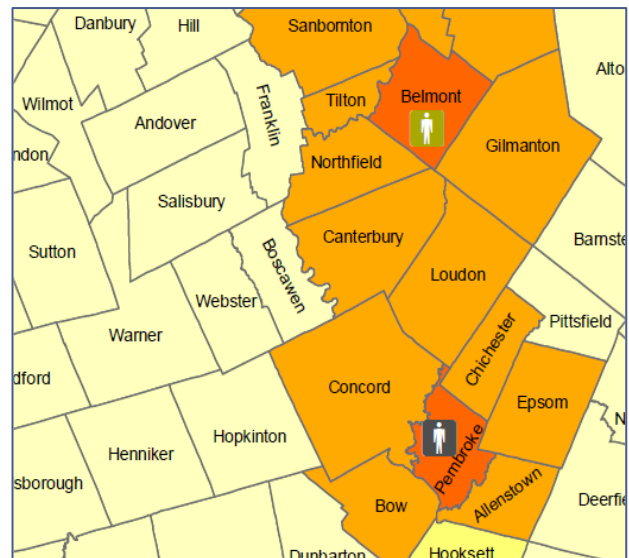 Danbury
Hill
Sanbornton
Alto
Wilmot
Tilton
Belmont
Andover
Franklin
ndon
Northfield
Gilmanton
Salisbury
Canterbury
Barnste
Sutton
Boscawen
Loudon
Webster
Pittsfield
Warner
Chichester
dford
Concord
Epsom
N
Hopkinton
Henniker
Pembroke
sborough
Allenstown
Deerfie
Bow
Dunbarton
Hooksett